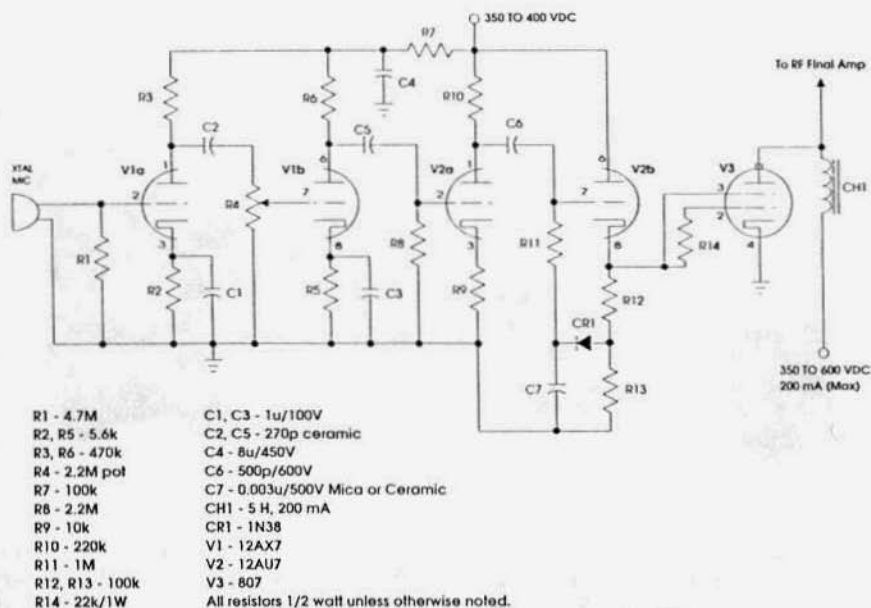 350 TO 400 VDC
R7
To RF Final Amp
C4
R3
R6
R10
C2
C5
C6
XTAL
MIC
V1a
1
V1b
6
V2a
1
6
V2b
V3
CH1
2
R4
7
2
7
3
2
3
8
3
8
4
R1
R2
C1
R5
C3
R8
R9
R11
R12
R14
CR1
C7
R13
350 TO 600 VDC
200 mA (Max)
R1 - 4.7M
R2, R5 - 5.6k
R3, R6 - 470k
R4 - 2.2M pot
R7 - 100k
R8 - 2.2M
R9 - 10k
R10 - 220k
R11 - 1M
R12, R13 - 100k
R14 - 22k/1W
C1, C3 - 1u/100V
C2, C5 - 270p ceramic
C4 - 8u/450V
C6 - 500p/600V
C7 - 0.003u/500V Mica or Ceramic
CH1 - 5 H, 200 mA
CR1 - 1N38
V1 - 12AX7
V2 - 12AU7
V3 - 807
All resistors 1/2 watt unless otherwise noted.